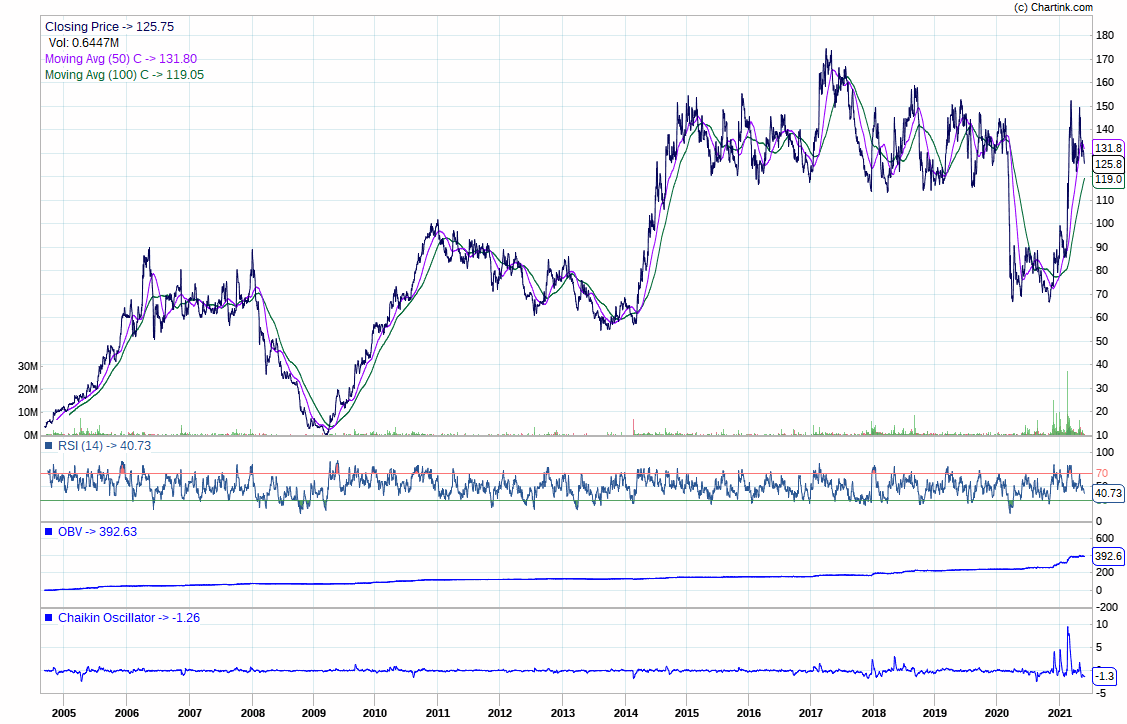 (c) Chartink.com
Closing Price -> 125.75
Vol: 0.6447M
Moving Avg (50) C -> 131.80
Moving Avg (100) C -> 119.05
180
170
160
150
140
131.8
125.8
119.0
110
100
90
80
70
60
50
40
30
20
10
30M
20M
10M
0M
RSI (14) -> 40.73
100
70
40.73
0
OBV -> 392.63
600
392.6
200
0
-200
Chaikin Oscillator -> -1.26
10
5
-1.3
-5
2005 2006 2007 2008 2009 2010 2011 2012 2013 2014 2015 2016 2017 2018 2019 2020 2021